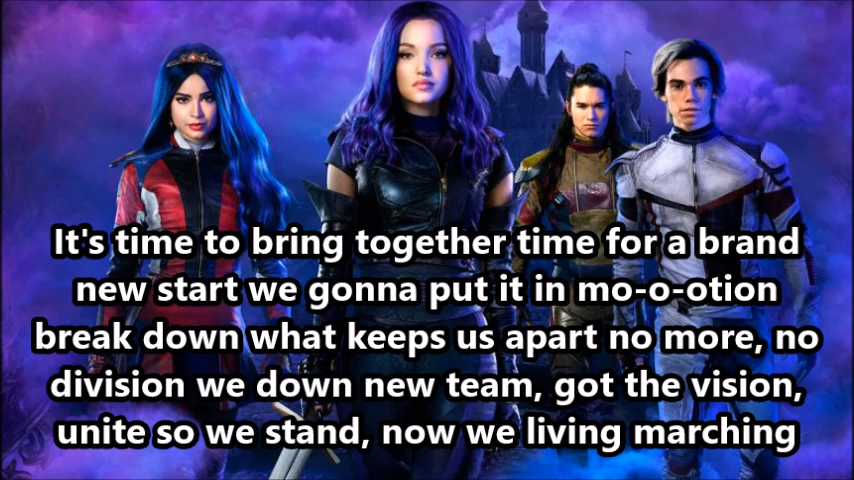 It's time to bring together time for a brand
new start we gonna put it in mo-o-otion
break down what keeps us apart no more, no
division we down new team, got the vision,
unite so we stand, now we living marching